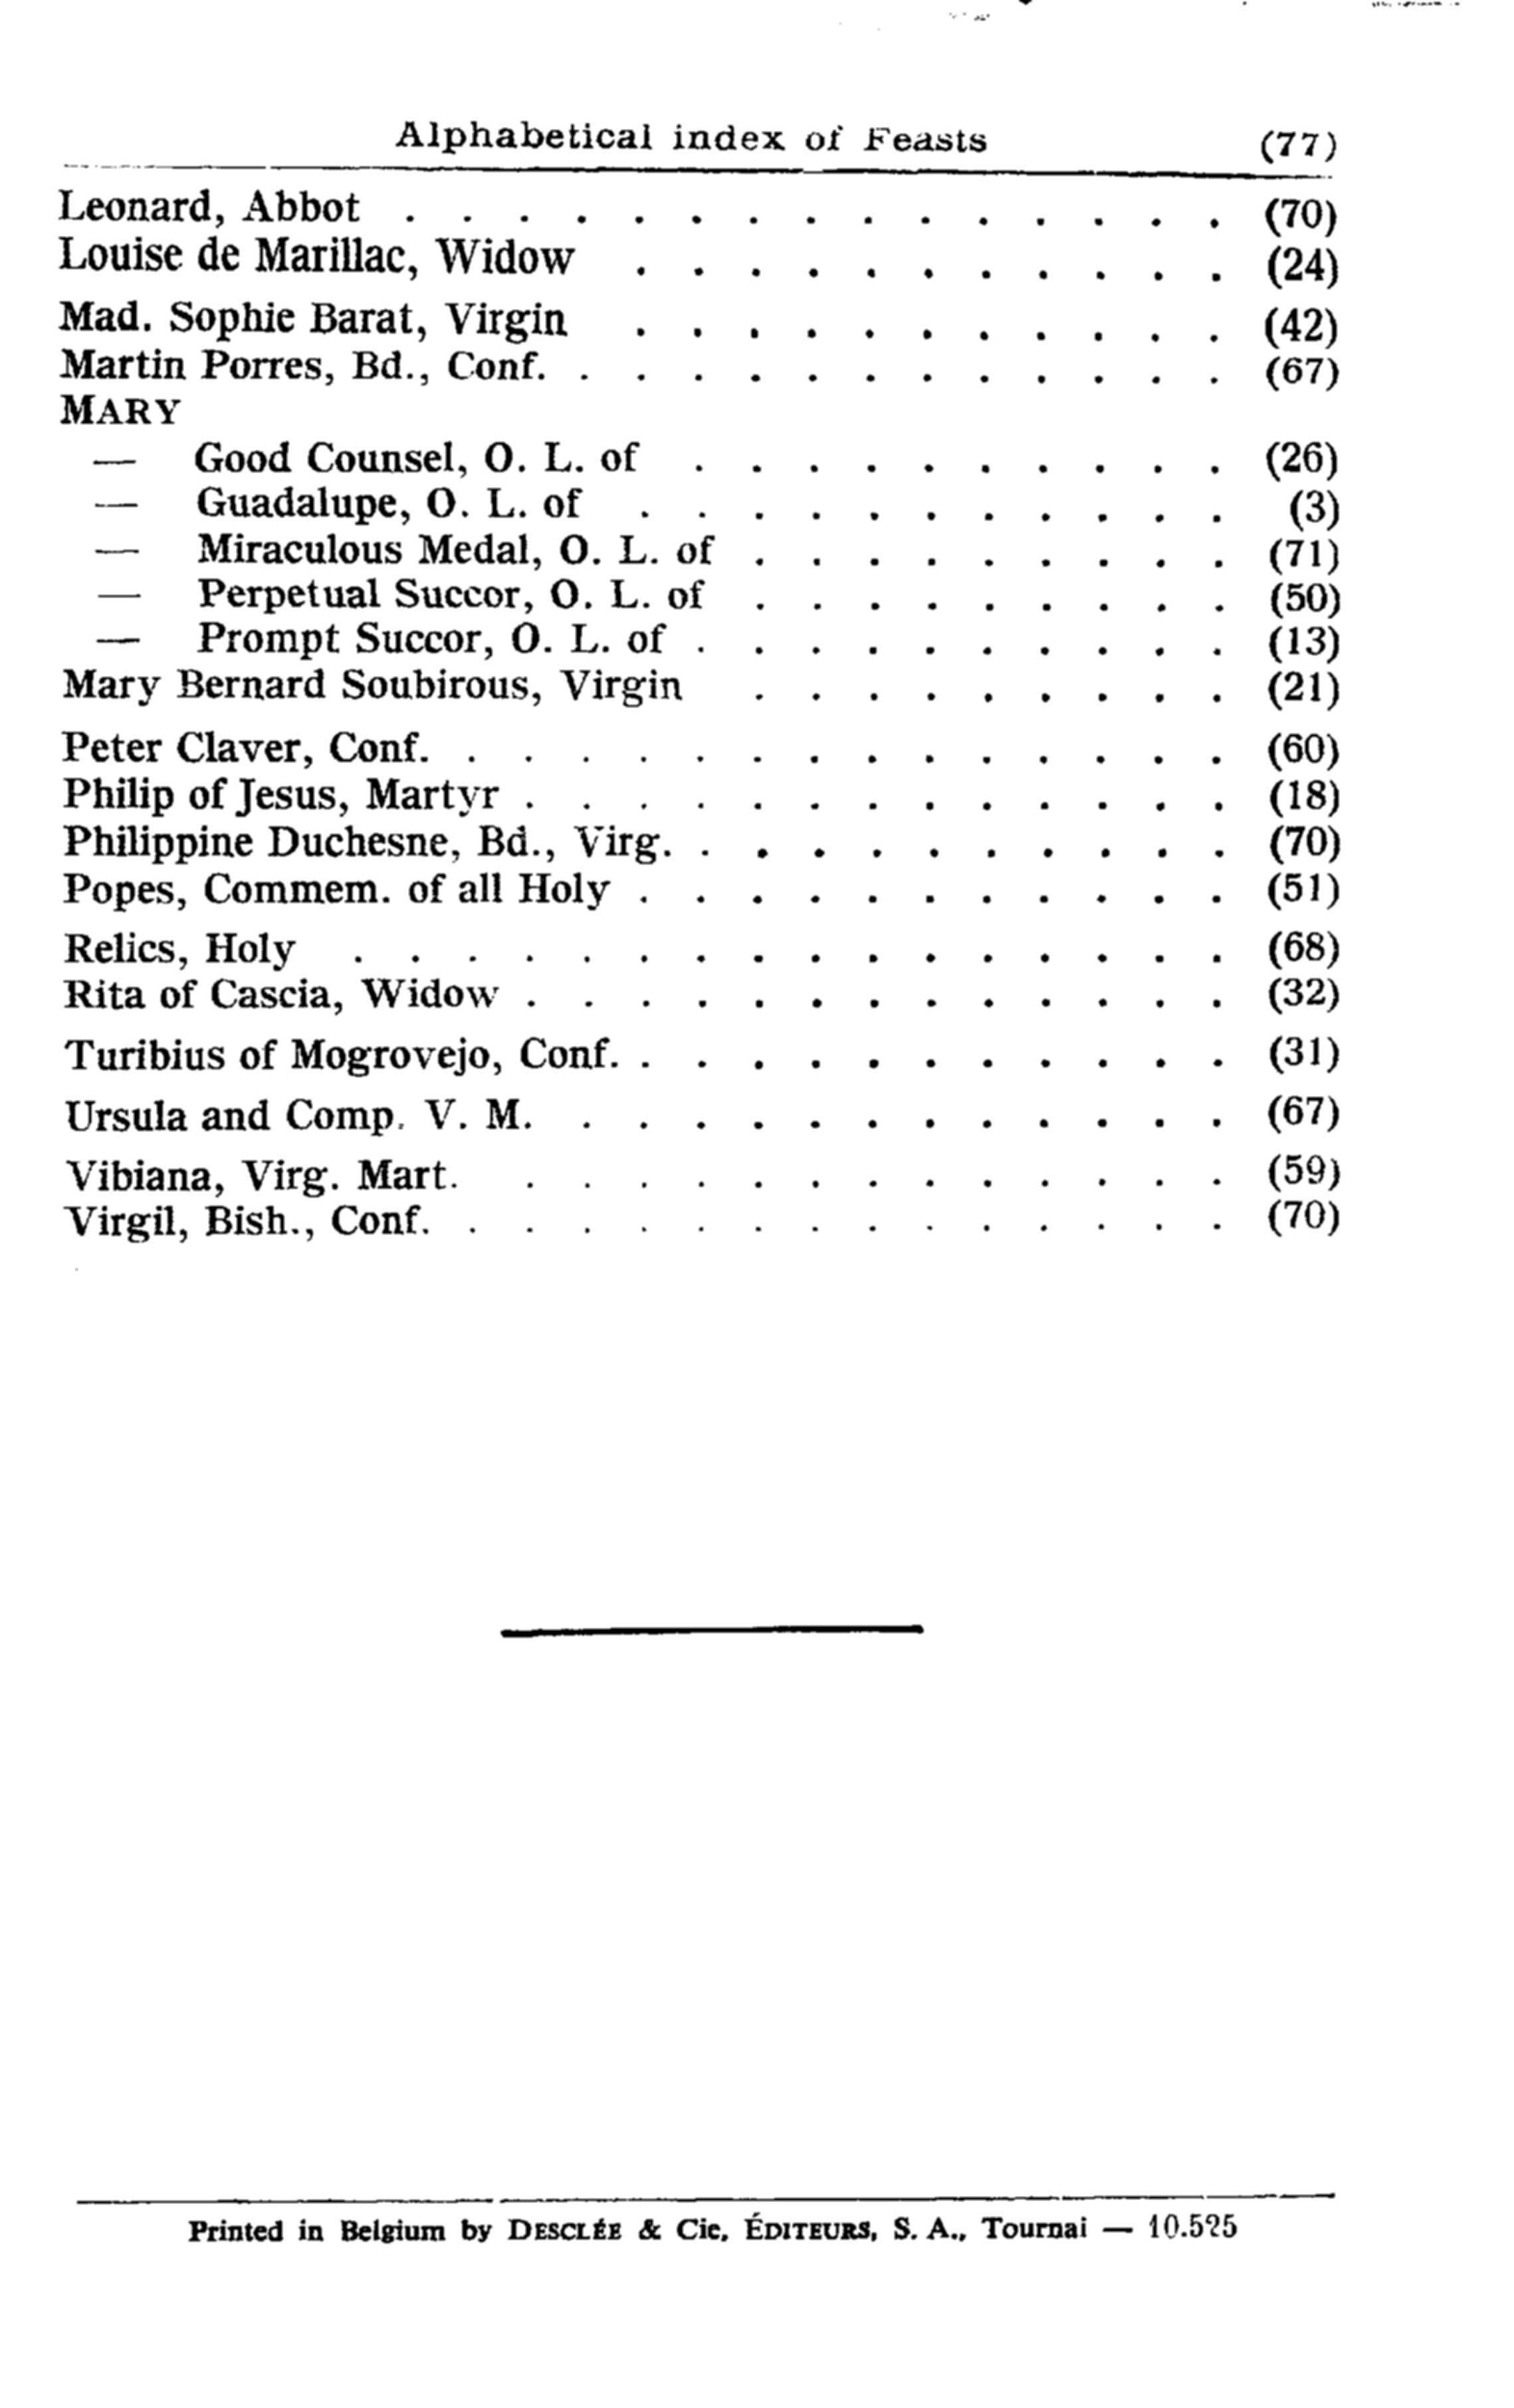 Alphabetical index of Feasts (77)
Leonard, Abbot . . . . . . . . . . . . . . . (70)
Louise de Marillac, Widow . . . . . . . . . . . (24)
Mad. Sophie Barat, Virgin . . . . . . . . . . . (42)
Martin Porres, Bd., Conf. . . . . . . . . . . . . (67)
MARY
— Good Counsel, O. L. of . . . . . . . . . . (26)
— Guadalupe, O. L. of . . . . . . . . . . . (3)
— Miraculous Medal, O. L. of . . . . . . . . . (71)
— Perpetual Succor, O. L. of . . . . . . . . . (50)
— Prompt Succor, O. L. of . . . . . . . . . . (13)
Mary Bernard Soubirous, Virgin . . . . . . . . . (21)
Peter Claver, Conf. . . . . . . . . . . . . . . (60)
Philip of Jesus, Martyr . . . . . . . . . . . . . (18)
Philippine Duchesne, Bd., Virg. . . . . . . . . . . (70)
Popes, Commem. of all Holy . . . . . . . . . . . (51)
Relics, Holy . . . . . . . . . . . . . . . . (68)
Rita of Cascia, Widow . . . . . . . . . . . . . (32)
Turibius of Mogrovejo, Conf. . . . . . . . . . . . (31)
Ursula and Comp. V. M. . . . . . . . . . . . . (67)
Vibiana, Virg. Mart. . . . . . . . . . . . . . (59)
Virgil, Bish., Conf. . . . . . . . . . . . . . . (70)
Printed in Belgium by DESCLÉE & Cie, ÉDITEURS, S. A., Tournai — 10.525